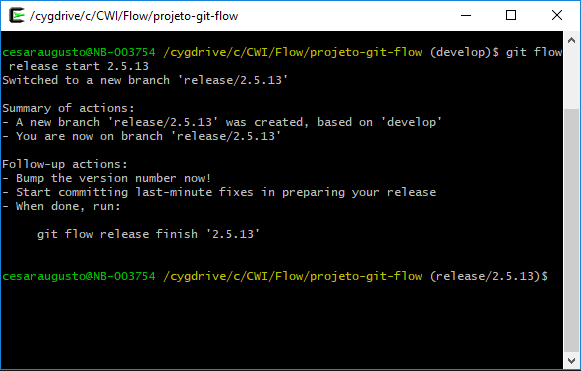 /cygdrive/c/CWI/Flow/projeto-git-flow
cesaraugusto@NB-003754 /cygdrive/c/CWI/Flow/projeto-git-flow (develop)$ git flow
 release start 2.5.13
Switched to a new branch 'release/2.5.13'
Summary of actions:
- A new branch 'release/2.5.13' was created, based on 'develop'
- You are now on branch 'release/2.5.13'
Follow-up actions:
- Bump the version number now!
- Start committing last-minute fixes in preparing your release
- When done, run:
git flow release finish '2.5.13'
cesaraugusto@NB-003754 /cygdrive/c/CWI/Flow/projeto-git-flow (release/2.5.13)$